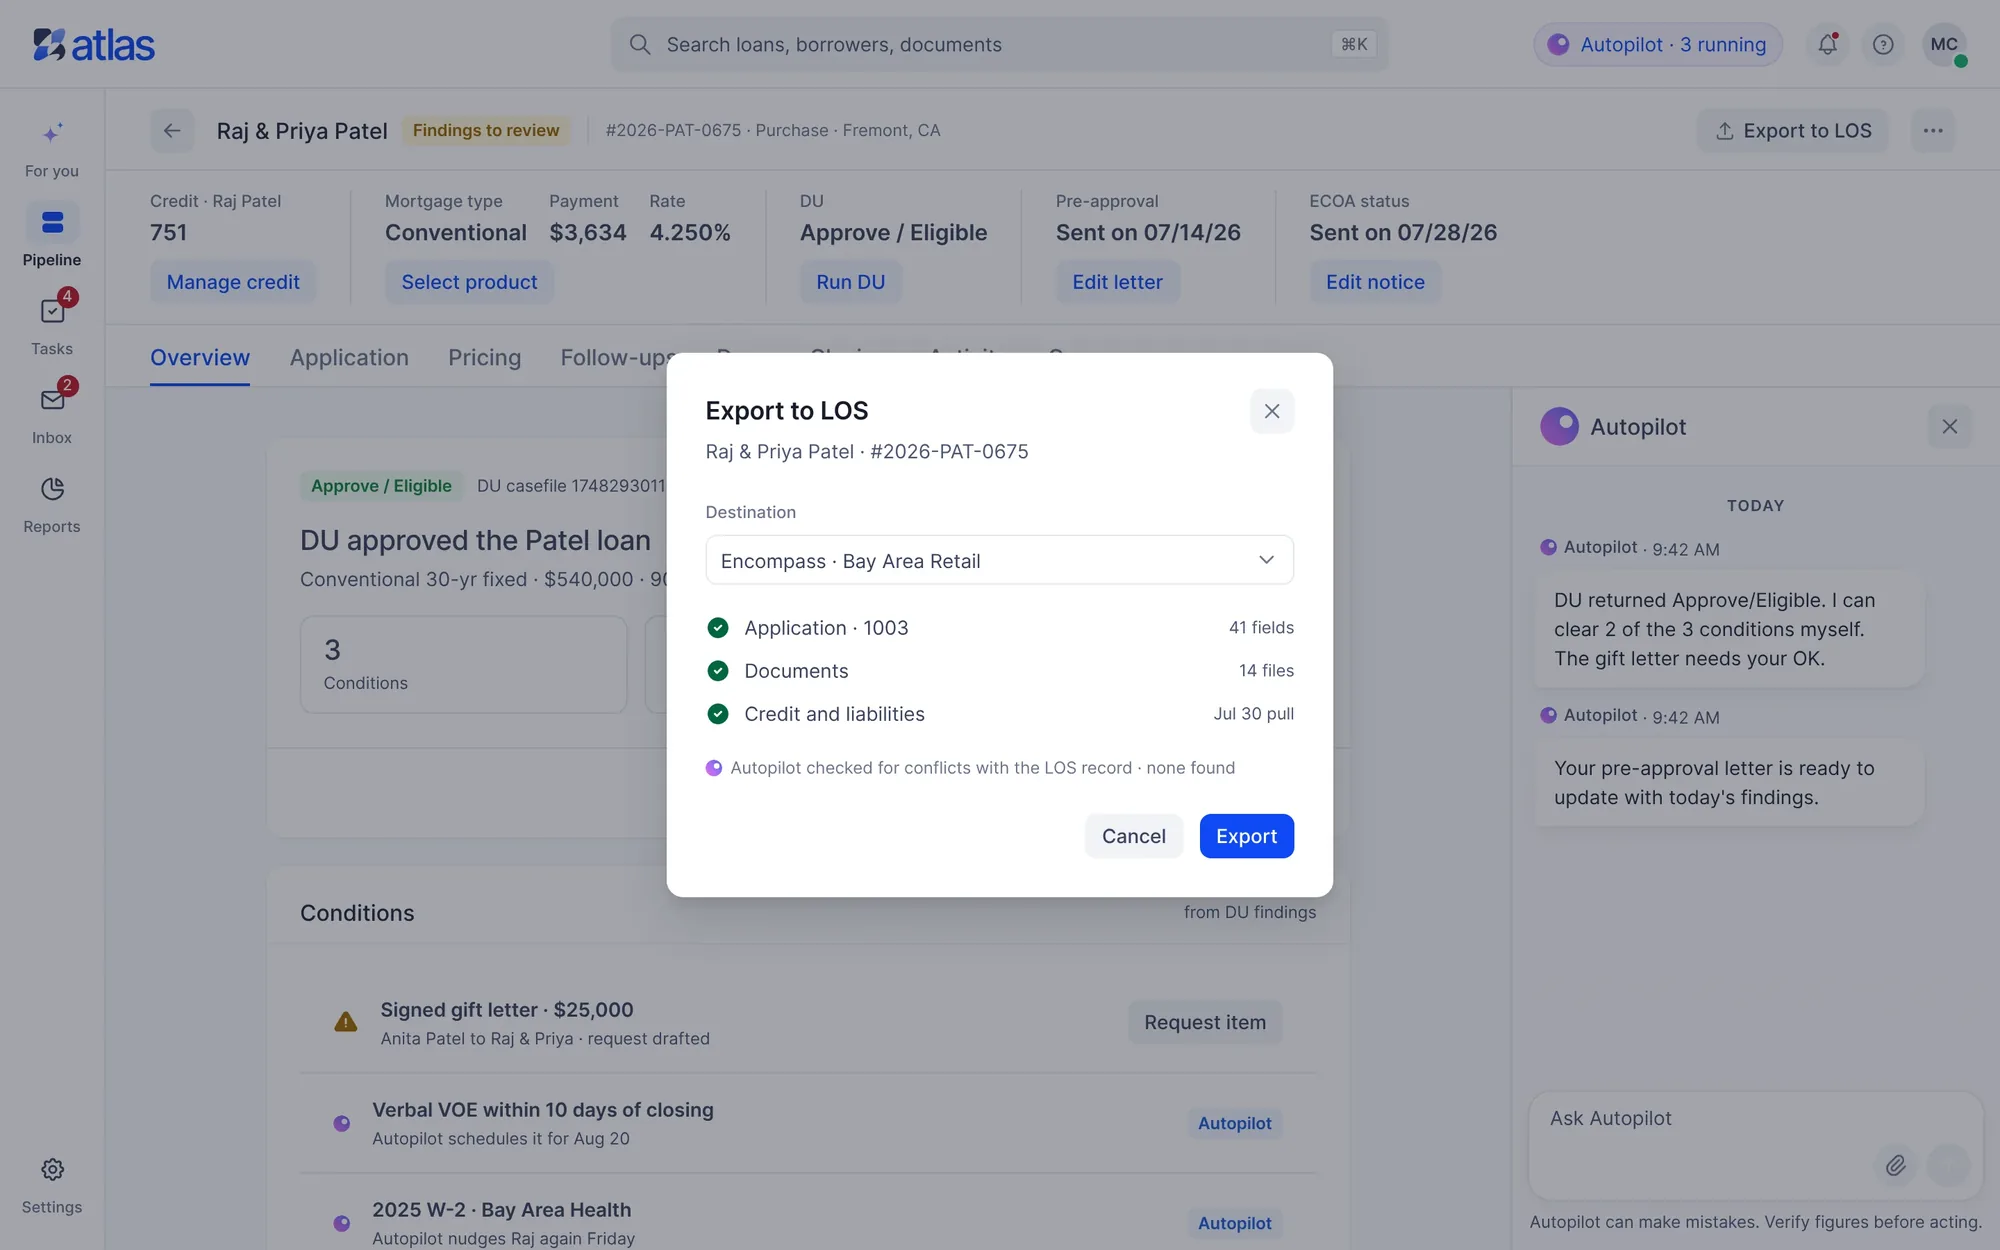 atlas
Search loans, borrowers, documents
⌘K
Autopilot · 3 running
MC
For you
Pipeline
4
Tasks
2
Inbox
Reports
Settings
Raj & Priya Patel
Findings to review
#2026-PAT-0675 · Purchase · Fremont, CA
Export to LOS
Credit · Raj Patel
751
Manage credit
Mortgage type
Conventional
Select product
Payment
$3,634
Rate
4.250%
DU
Approve / Eligible
Run DU
Pre-approval
Sent on 07/14/26
Edit letter
ECOA status
Sent on 07/28/26
Edit notice
Overview
Application
Pricing
Follow-ups
Approve / Eligible
DU casefile 1748293011
DU approved the Patel loan
Conventional 30-yr fixed · $540,000 ·
3
Conditions
Export to LOS
Raj & Priya Patel · #2026-PAT-0675
Destination
Encompass · Bay Area Retail
Application · 1003
41 fields
Documents
14 files
Credit and liabilities
Jul 30 pull
Autopilot checked for conflicts with the LOS record · none found
Cancel
Export
Conditions
from DU findings
Signed gift letter · $25,000
Anita Patel to Raj & Priya · request drafted
Request item
Verbal VOE within 10 days of closing
Autopilot schedules it for Aug 20
Autopilot
2025 W-2 · Bay Area Health
Autopilot nudges Raj again Friday
Autopilot
Autopilot
TODAY
Autopilot · 9:42 AM
DU returned Approve/Eligible. I can
clear 2 of the 3 conditions myself.
The gift letter needs your OK.
Autopilot · 9:42 AM
Your pre-approval letter is ready to
update with today's findings.
Ask Autopilot
Autopilot can make mistakes. Verify figures before acting.